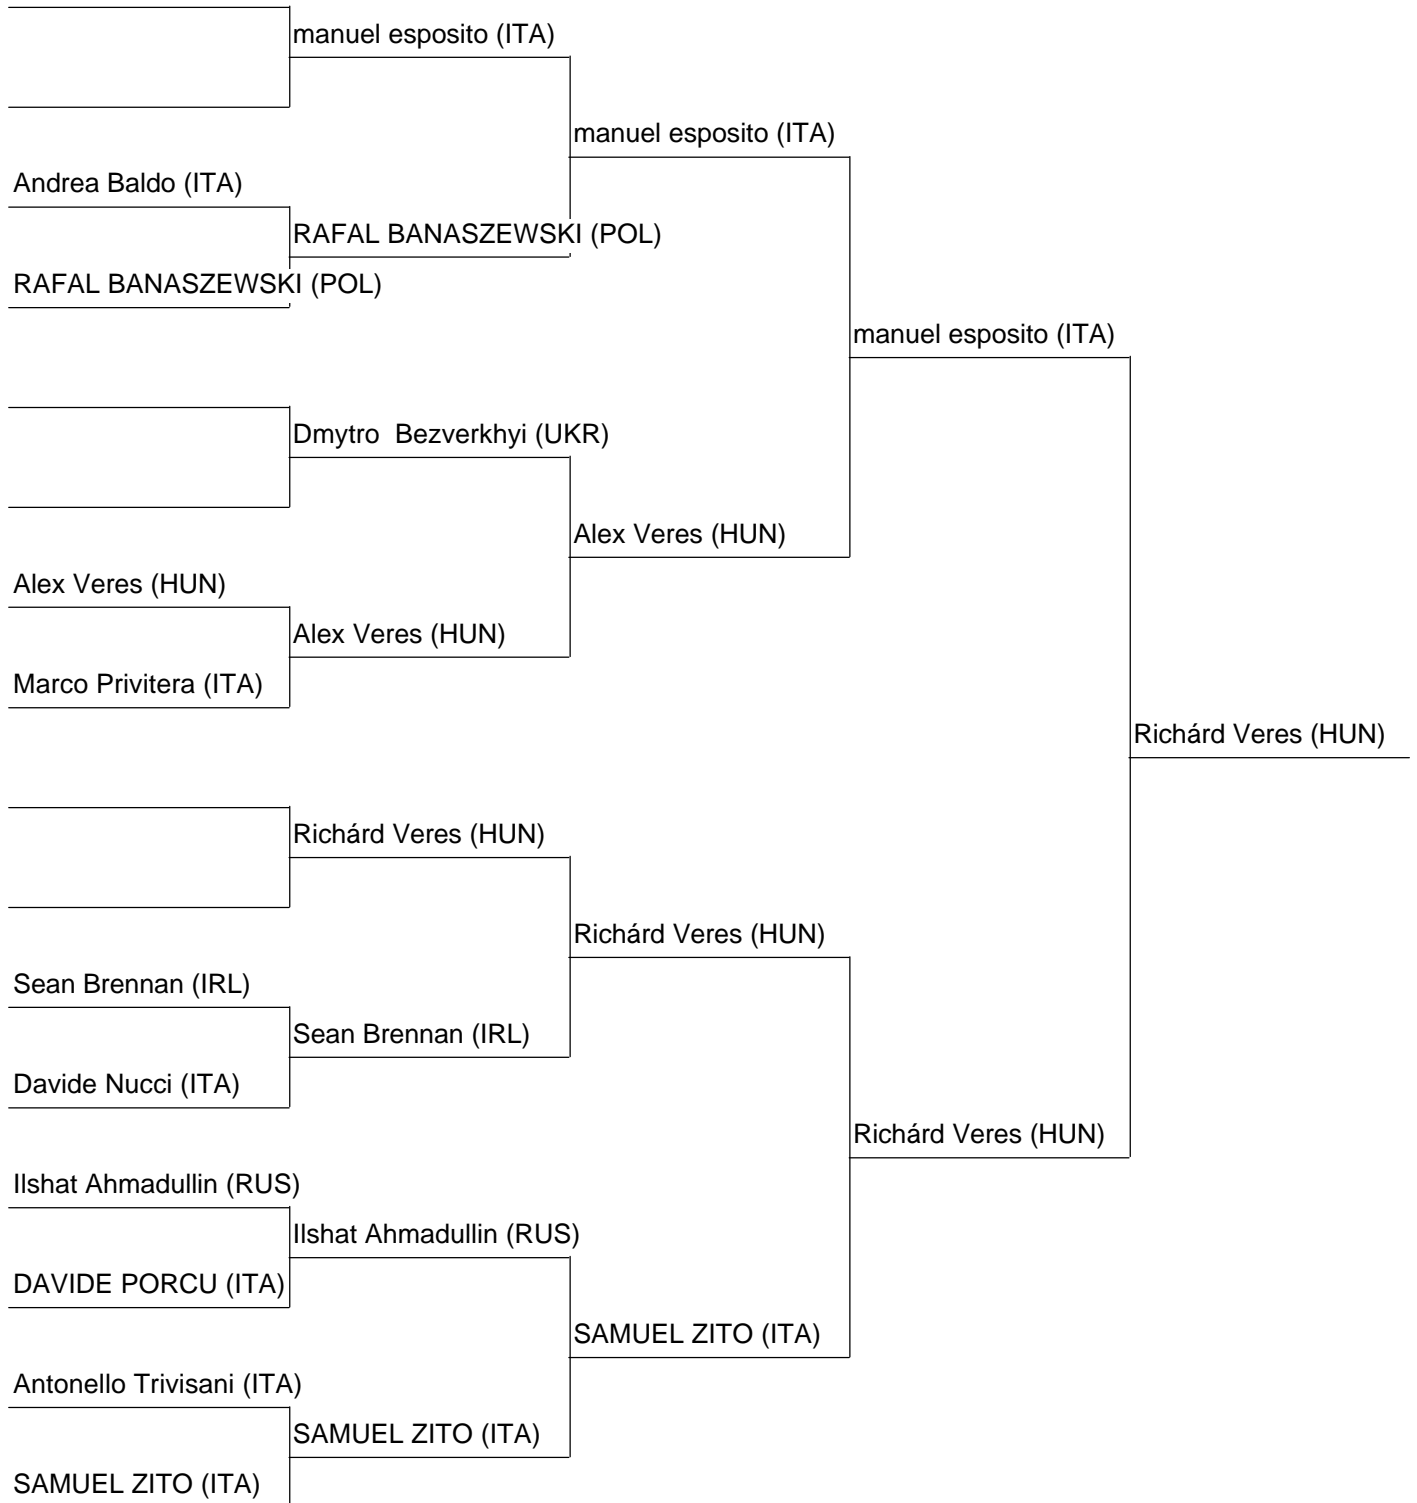 manuel esposito (ITA)
manuel esposito (ITA)
Andrea Baldo (ITA)
RAFAL BANASZEWSKI (POL)
RAFAL BANASZEWSKI (POL)
manuel esposito (ITA)
Dmytro  Bezverkhyi (UKR)
Alex Veres (HUN)
Alex Veres (HUN)
Alex Veres (HUN)
Marco Privitera (ITA)
Richárd Veres (HUN)
Richárd Veres (HUN)
Richárd Veres (HUN)
Sean Brennan (IRL)
Sean Brennan (IRL)
Davide Nucci (ITA)
Richárd Veres (HUN)
Ilshat Ahmadullin (RUS)
Ilshat Ahmadullin (RUS)
DAVIDE PORCU (ITA)
SAMUEL ZITO (ITA)
Antonello Trivisani (ITA)
SAMUEL ZITO (ITA)
SAMUEL ZITO (ITA)